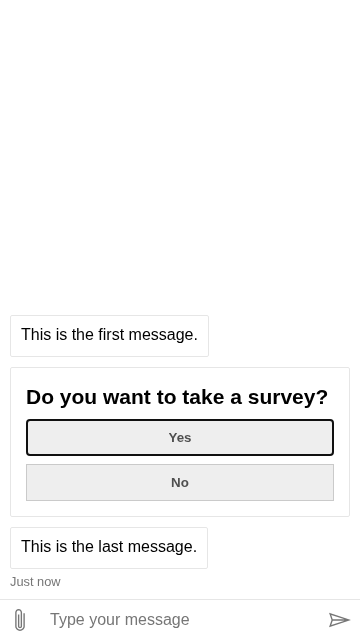 This is the first message.
Do you want to take a survey?
Yes
No
This is the last message.
Just now
Type your message